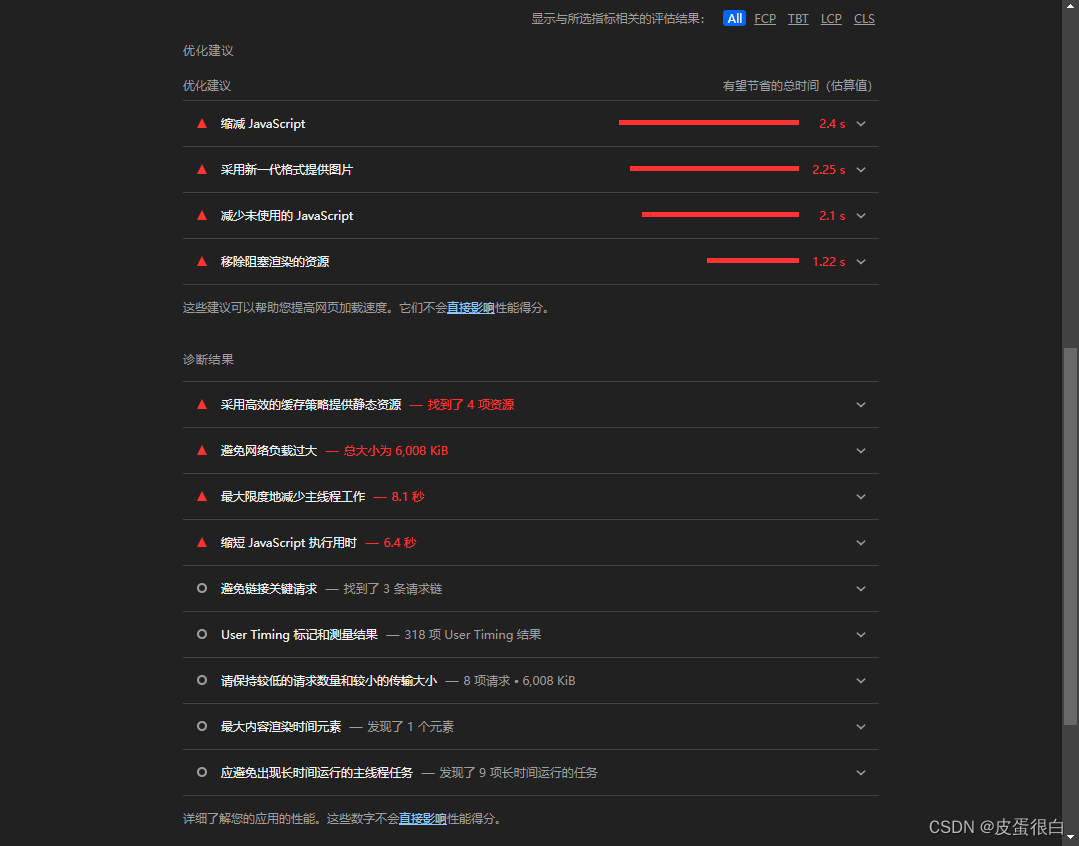 显示与所选指标相关的评估结果： All FCP TBT LCP CLS
优化建议
优化建议 有望节省的总时间（估算值）
缩减 JavaScript 2.4 s
采用新一代格式提供图片 2.25 s
减少未使用的 JavaScript 2.1 s
移除阻塞渲染的资源 1.22 s
这些建议可以帮助您提高网页加载速度。它们不会直接影响性能得分。
诊断结果
采用高效的缓存策略提供静态资源 — 找到了 4 项资源
避免网络负载过大 — 总大小为 6,008 KiB
最大限度地减少主线程工作 — 8.1 秒
缩短 JavaScript 执行用时 — 6.4 秒
避免链接关键请求 — 找到了 3 条请求链
User Timing 标记和测量结果 — 318 项 User Timing 结果
请保持较低的请求数量和较小的传输大小 — 8 项请求 • 6,008 KiB
最大内容渲染时间元素 — 发现了 1 个元素
应避免出现长时间运行的主线程任务 — 发现了 9 项长时间运行的任务
详细了解您的应用的性能。这些数字不会直接影响性能得分。
CSDN @皮蛋很白